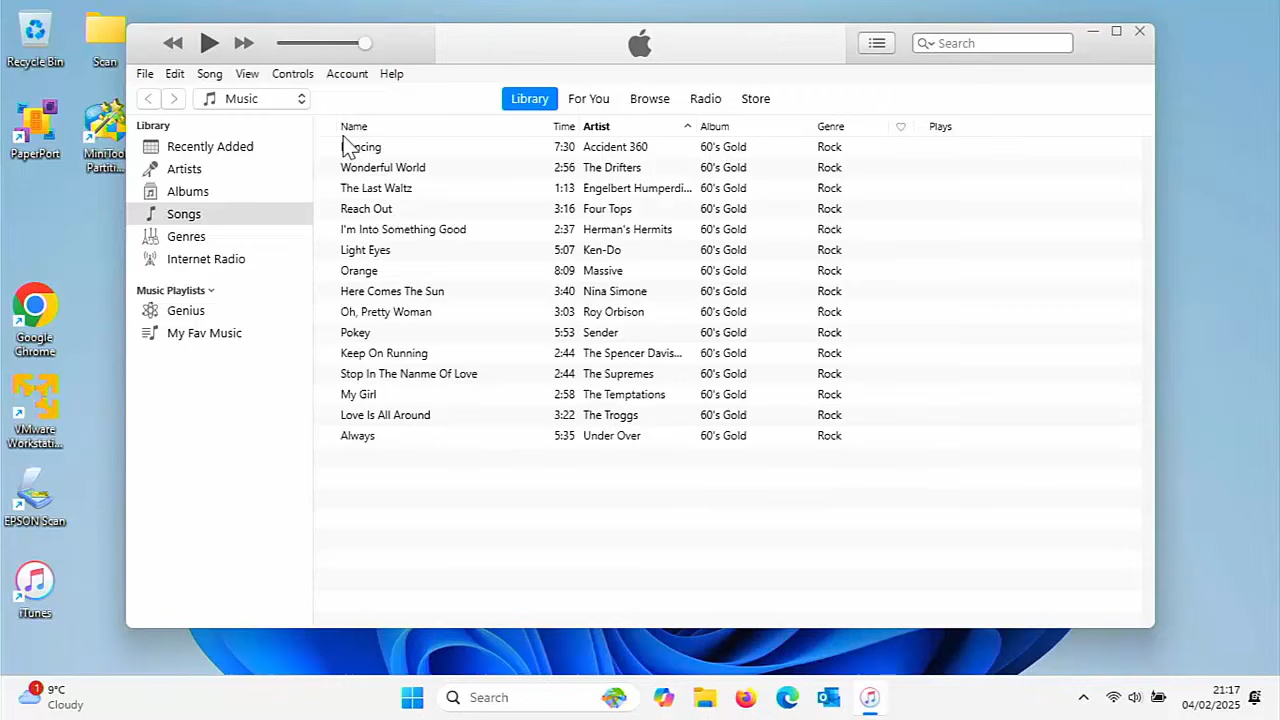 Recycle Bin
Scan
PaperPort
MiniTool
Partiti...
Google
Chrome
VMware
Workstati...
EPSON Scan
iTunes
Search
File Edit Song View Controls Account Help
Music
Library For You Browse Radio Store
Library
Recently Added
Artists
Albums
Songs
Genres
Internet Radio
Music Playlists
Genius
My Fav Music
Name Time Artist Album Genre Plays
7:30 Accident 360 60's Gold Rock
Wonderful World 2:56 The Drifters 60's Gold Rock
The Last Waltz 1:13 Engelbert Humperdi... 60's Gold Rock
Reach Out 3:16 Four Tops 60's Gold Rock
I'm Into Something Good 2:37 Herman's Hermits 60's Gold Rock
Light Eyes 5:07 Ken-Do 60's Gold Rock
Orange 8:09 Massive 60's Gold Rock
Here Comes The Sun 3:40 Nina Simone 60's Gold Rock
Oh, Pretty Woman 3:03 Roy Orbison 60's Gold Rock
Pokey 5:53 Sender 60's Gold Rock
Keep On Running 2:44 The Spencer Davis... 60's Gold Rock
Stop In The Nanme Of Love 2:44 The Supremes 60's Gold Rock
My Girl 2:58 The Temptations 60's Gold Rock
Love Is All Around 3:22 The Troggs 60's Gold Rock
Always 5:35 Under Over 60's Gold Rock
1
9°C
Cloudy
Search
21:17
04/02/2025